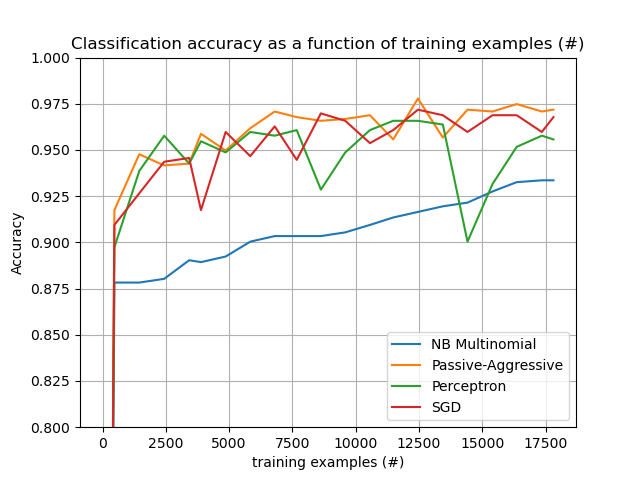 Classification accuracy as a function of training examples (#)
1.000
0.975
0.950
0.925
0.900
0.875
0.850
0.825
0.800
Accuracy
NB Multinomial
Passive-Aggressive
Perceptron
SGD
0 2500 5000 7500 10000 12500 15000 17500
training examples (#)